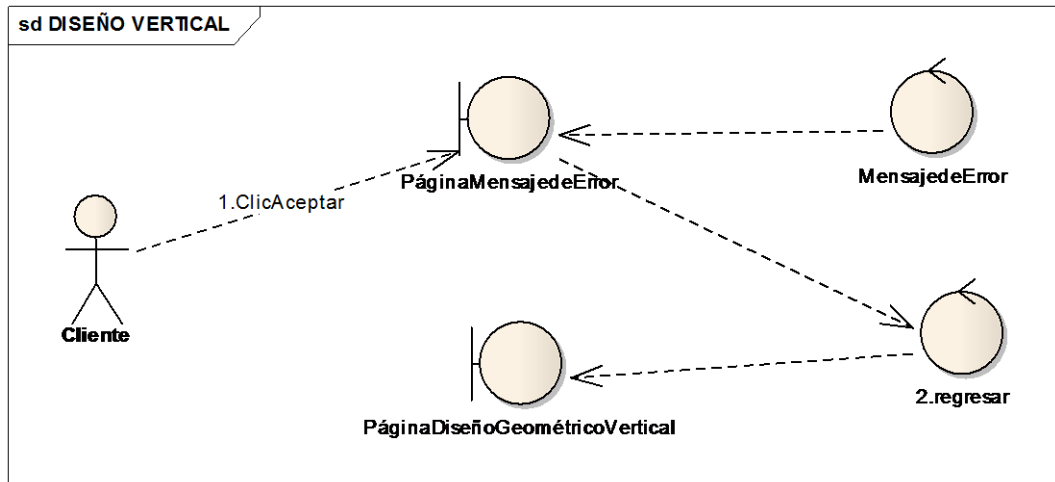 sd DISEÑO VERTICAL
PáginaMensajedeError
MensajedeError
1.ClicAceptar
Cliente
2.regresar
PáginaDiseñoGeométricoVertical